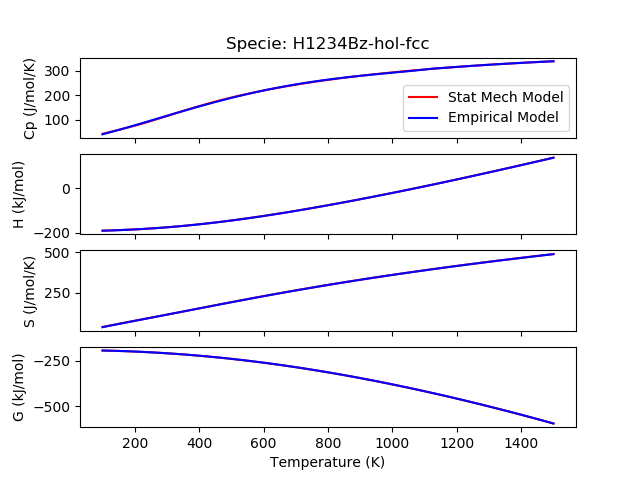 Specie: H1234Bz-hol-fcc
Cp (J/mol/K)
300
200
100
Stat Mech Model
Empirical Model
H (kJ/mol)
0
−200
S (J/mol/K)
500
250
G (kJ/mol)
−250
−500
200 400 600 800 1000 1200 1400
Temperature (K)